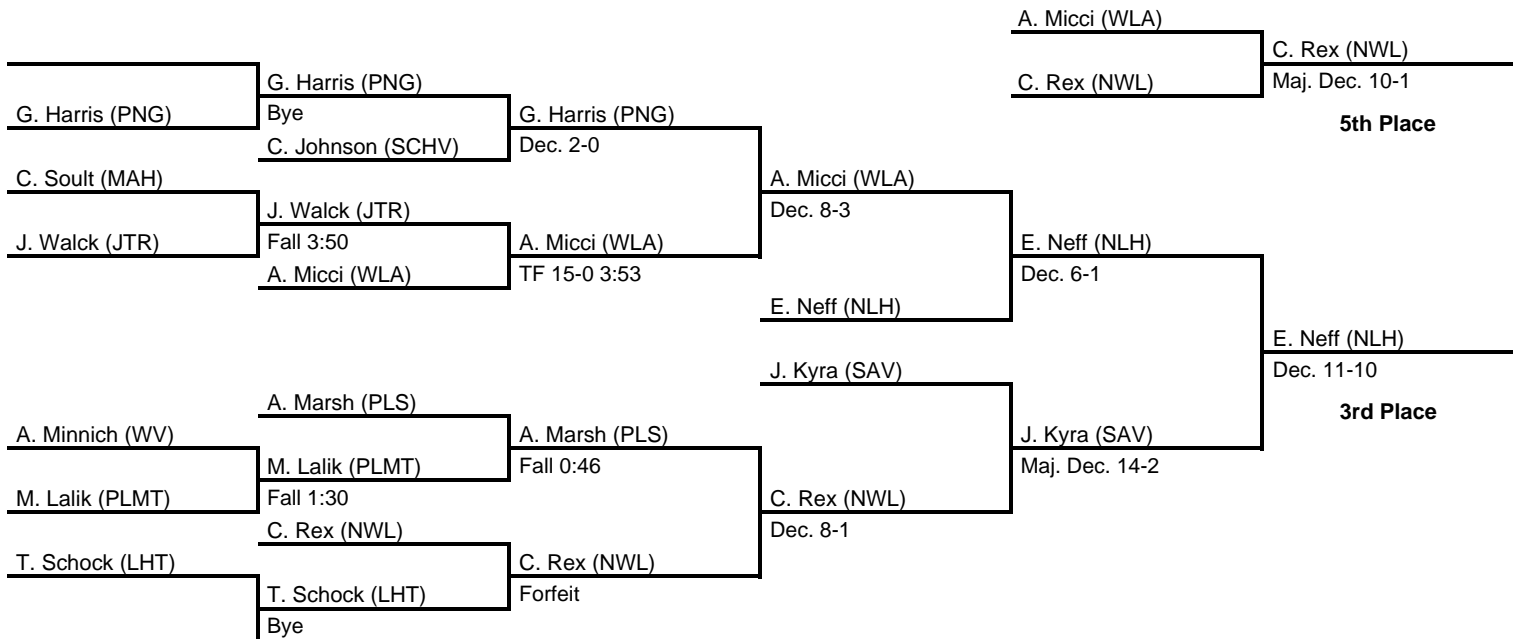 A. Micci (WLA)
C. Rex (NWL)
G. Harris (PNG)
C. Rex (NWL)
Maj. Dec. 10-1
G. Harris (PNG)
Bye
G. Harris (PNG)
5th Place
C. Johnson (SCHV)
Dec. 2-0
C. Soult (MAH)
A. Micci (WLA)
J. Walck (JTR)
Dec. 8-3
J. Walck (JTR)
Fall 3:50
A. Micci (WLA)
E. Neff (NLH)
A. Micci (WLA)
TF 15-0 3:53
Dec. 6-1
E. Neff (NLH)
E. Neff (NLH)
J. Kyra (SAV)
Dec. 11-10
A. Marsh (PLS)
3rd Place
A. Minnich (WV)
A. Marsh (PLS)
J. Kyra (SAV)
M. Lalik (PLMT)
Fall 0:46
Maj. Dec. 14-2
M. Lalik (PLMT)
Fall 1:30
C. Rex (NWL)
C. Rex (NWL)
Dec. 8-1
T. Schock (LHT)
C. Rex (NWL)
T. Schock (LHT)
Forfeit
Bye